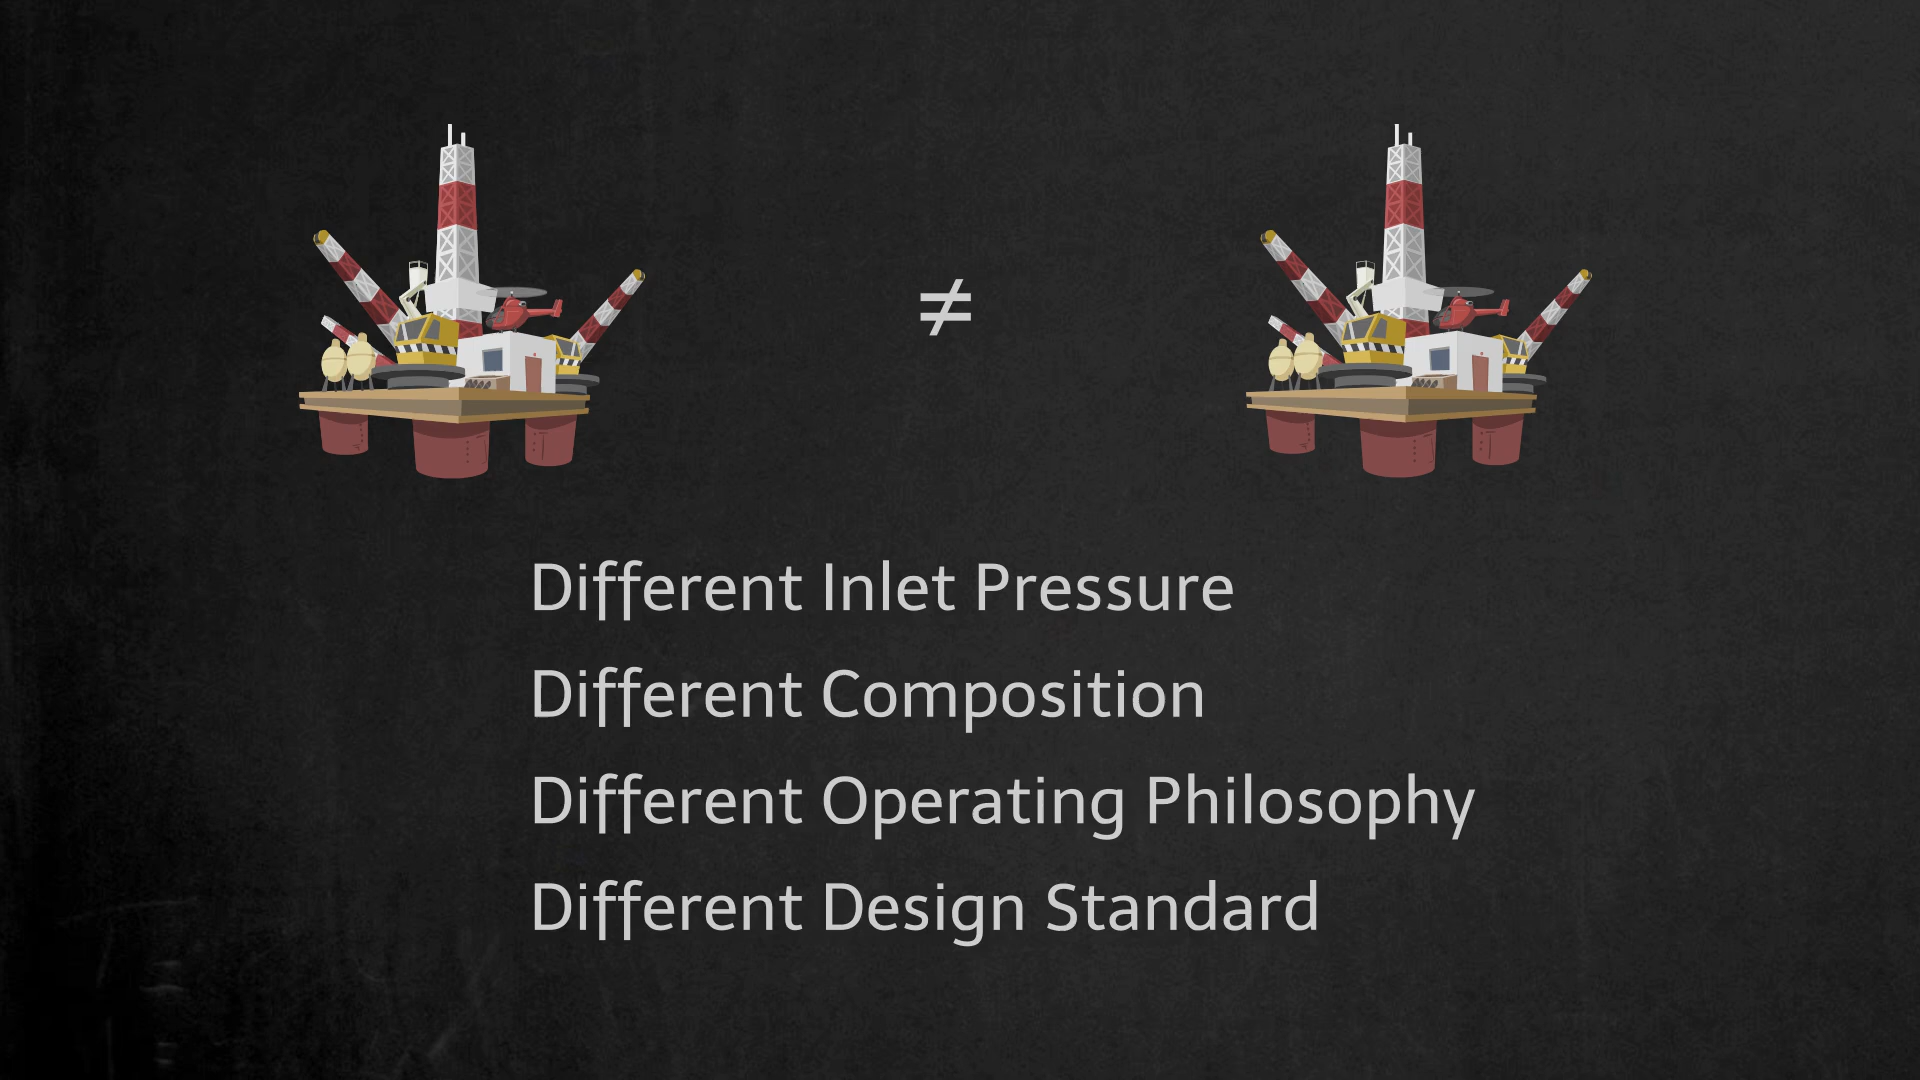 ≠
Different Inlet Pressure
Different Composition
Different Operating Philosophy
Different Design Standard